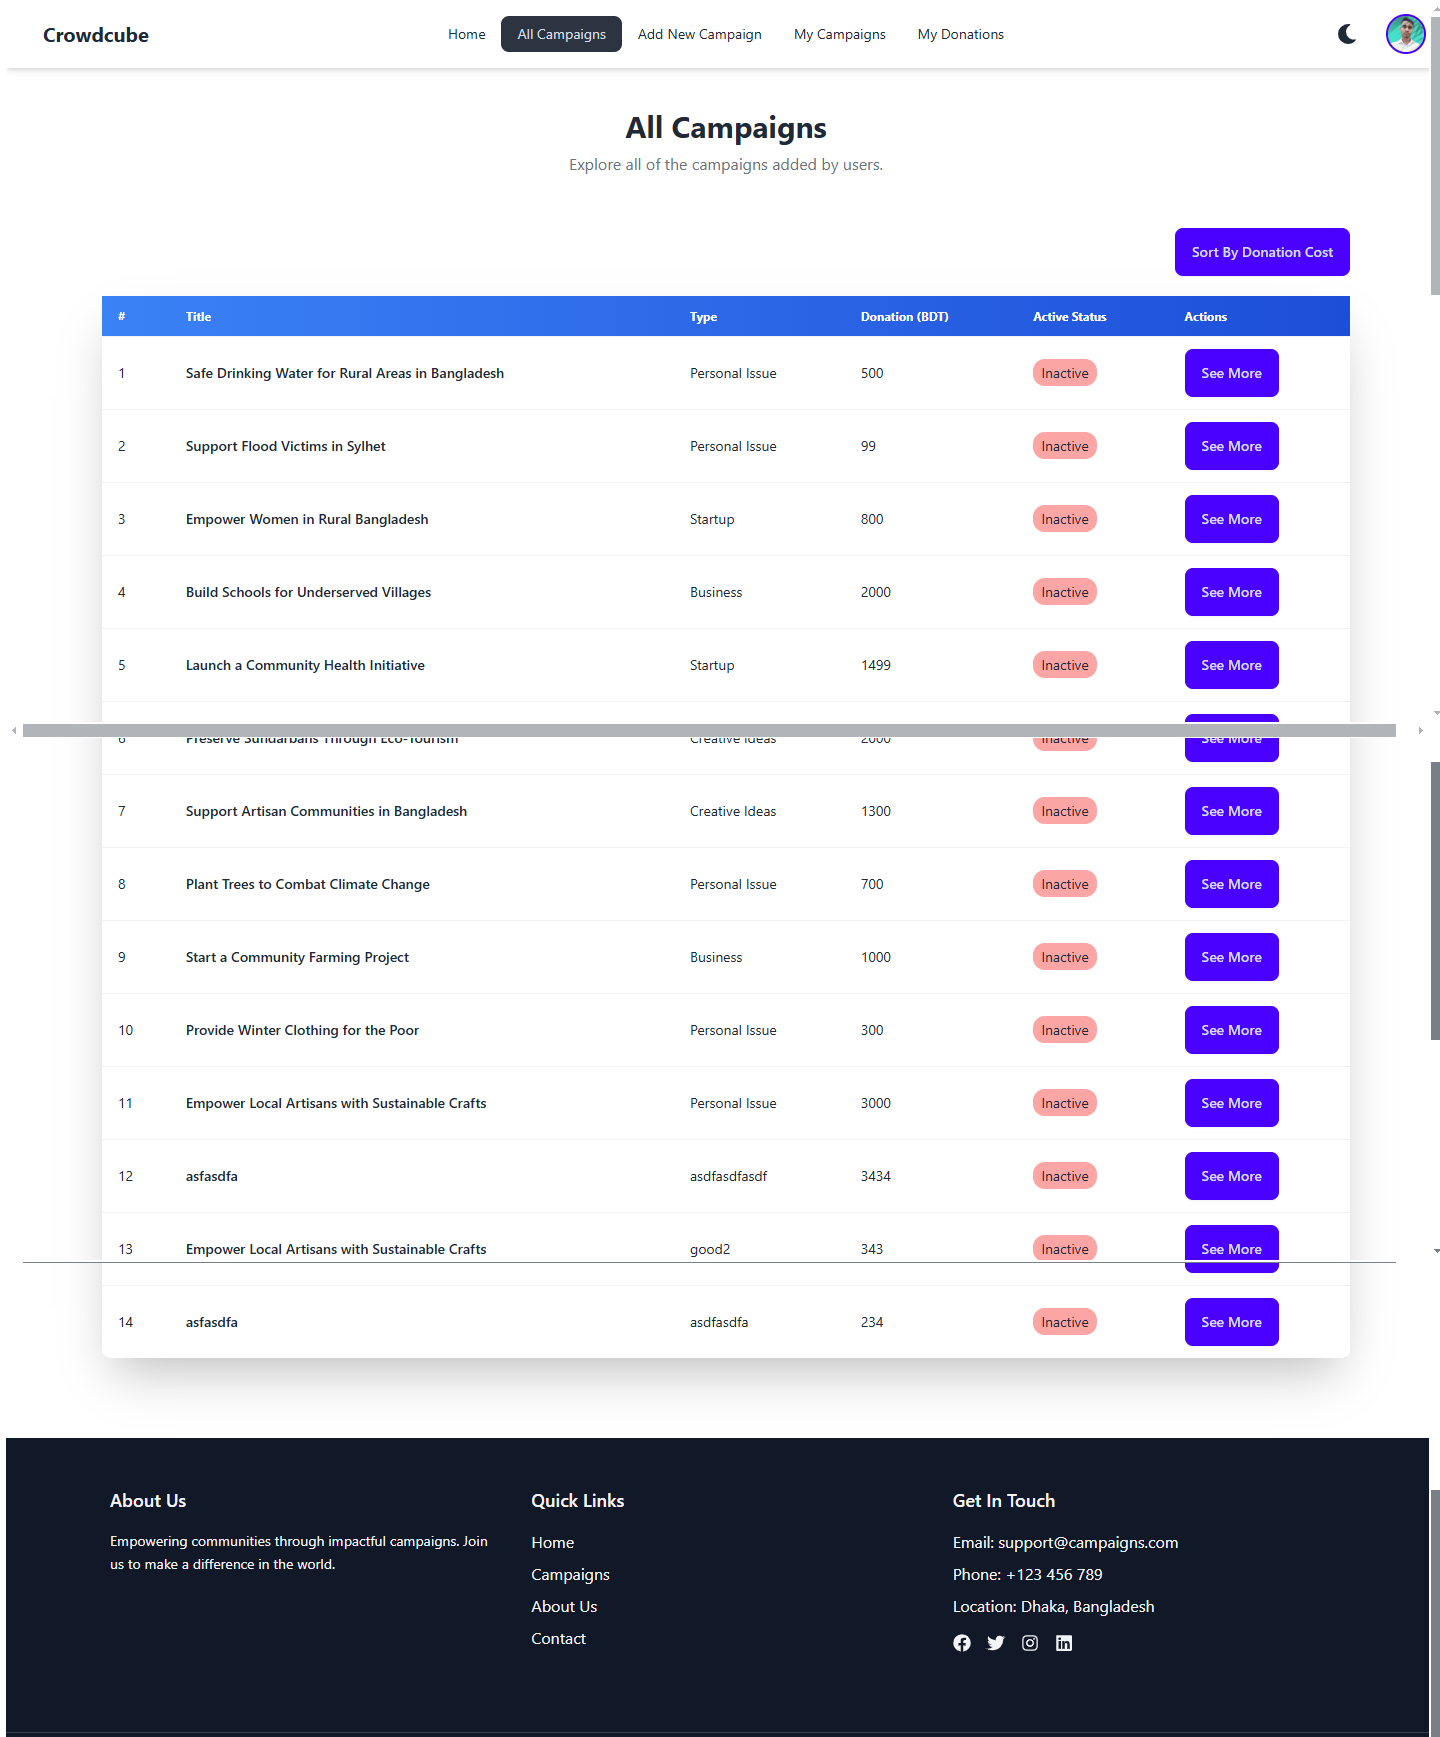 Crowdcube Home All Campaigns Add New Campaign My Campaigns My Donations
All Campaigns
Explore all of the campaigns added by users.
Sort By Donation Cost
# Title Type Donation (BDT) Active Status Actions
1 Safe Drinking Water for Rural Areas in Bangladesh Personal Issue 500 Inactive See More
2 Support Flood Victims in Sylhet Personal Issue 99 Inactive See More
3 Empower Women in Rural Bangladesh Startup 800 Inactive See More
4 Build Schools for Underserved Villages Business 2000 Inactive See More
5 Launch a Community Health Initiative Startup 1499 Inactive See More
6 Preserve Sundarbans Through Eco-Tourism Creative Ideas 2000 Inactive See More
7 Support Artisan Communities in Bangladesh Creative Ideas 1300 Inactive See More
8 Plant Trees to Combat Climate Change Personal Issue 700 Inactive See More
9 Start a Community Farming Project Business 1000 Inactive See More
10 Provide Winter Clothing for the Poor Personal Issue 300 Inactive See More
11 Empower Local Artisans with Sustainable Crafts Personal Issue 3000 Inactive See More
12 asfasdfa asdfasdfasdf 3434 Inactive See More
13 Empower Local Artisans with Sustainable Crafts good2 343 Inactive See More
14 asfasdfa asdfasdfa 234 Inactive See More
About Us
Empowering communities through impactful campaigns. Join
us to make a difference in the world.
Quick Links
Home
Campaigns
About Us
Contact
Get In Touch
Email: support@campaigns.com
Phone: +123 456 789
Location: Dhaka, Bangladesh